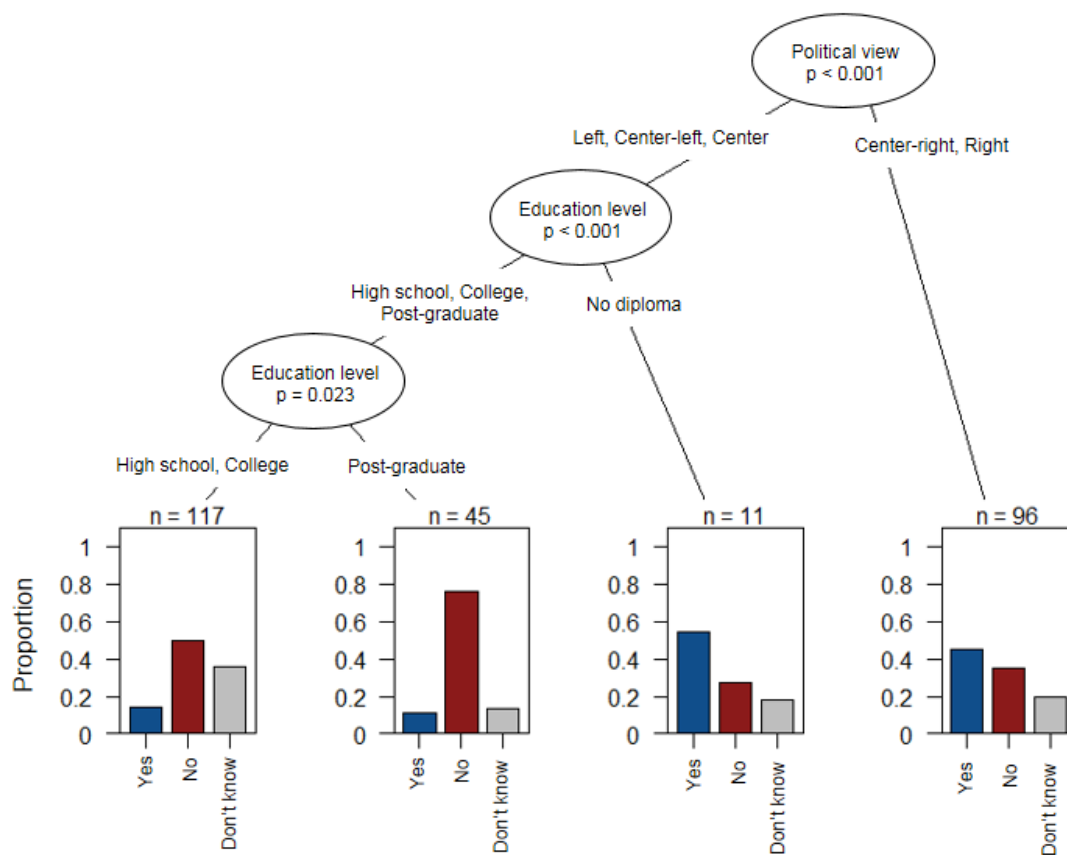 Political view
p < 0.001
Left, Center-left, Center
Center-right, Right
Education level
p < 0.001
High school, College,
Post-graduate
No diploma
Education level
p = 0.023
High school, College
Post-graduate
n = 117
n = 45
n = 11
n = 96
Proportion
1
0.8
0.6
0.4
0.2
0
Yes
No
Don't know
1
0.8
0.6
0.4
0.2
0
Yes
No
Don't know
1
0.8
0.6
0.4
0.2
0
Yes
No
Don't know
1
0.8
0.6
0.4
0.2
0
Yes
No
Don't know